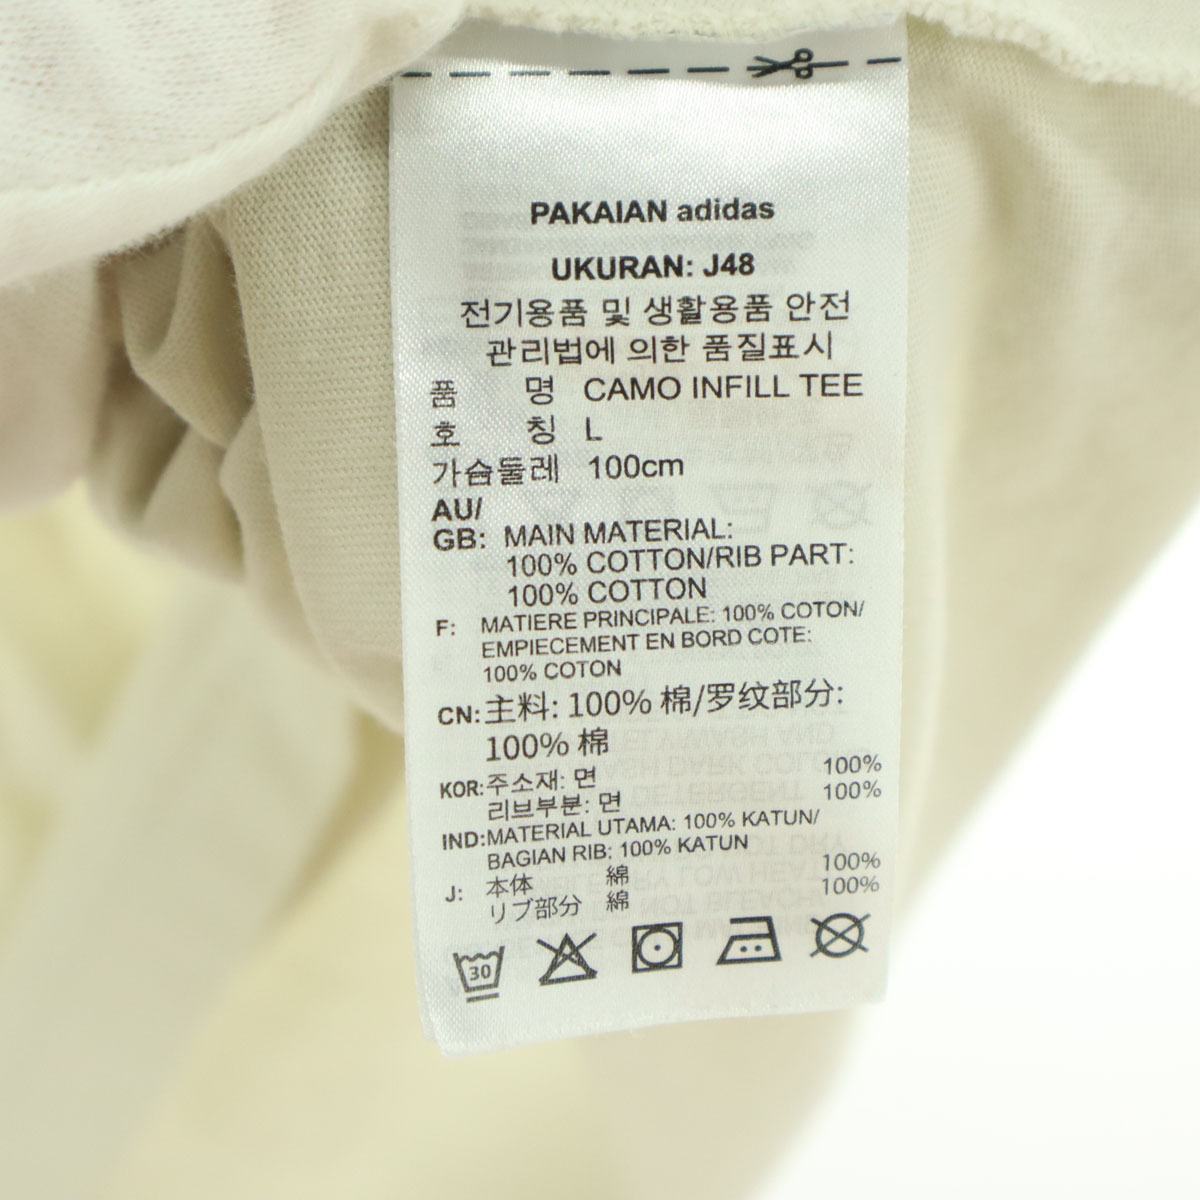 PAKAIAN adidas
UKURAN: J48
전기용품 및 생활용품 안전
관리법에 의한 품질표시
품 명 CAMO INFILL TEE
호 칭 L
가슴둘레 100cm
AU/
GB: MAIN MATERIAL:
100% COTTON/RIB PART:
100% COTTON
F: MATIERE PRINCIPALE: 100% COTON/
EMPIECEMENT EN BORD COTE:
100% COTON
CN: 主料: 100% 棉/罗纹部分:
100% 棉
KOR: 주소재: 면 100%
리브부분: 면 100%
IND: MATERIAL UTAMA: 100% KATUN/
BAGIAN RIB: 100% KATUN
J: 本体 綿 100%
リブ部分 綿 100%
30